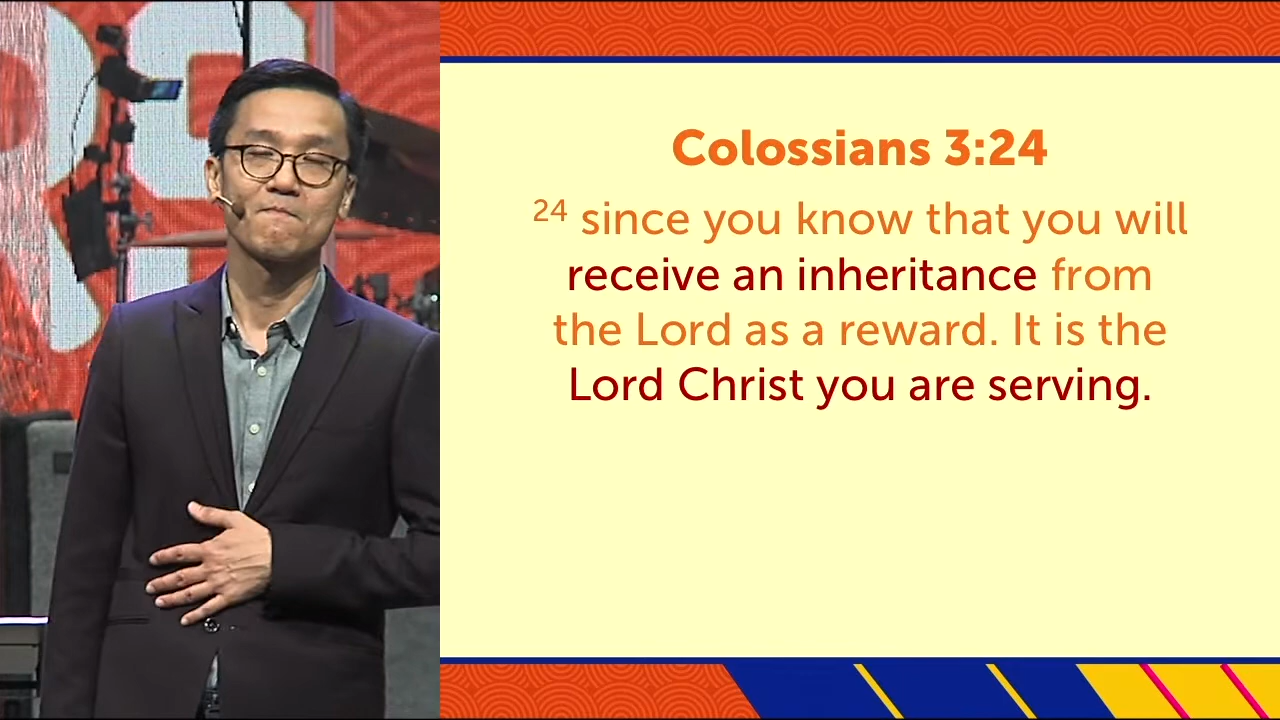 Colossians 3:24
24 since you know that you will
receive an inheritance from
the Lord as a reward. It is the
Lord Christ you are serving.